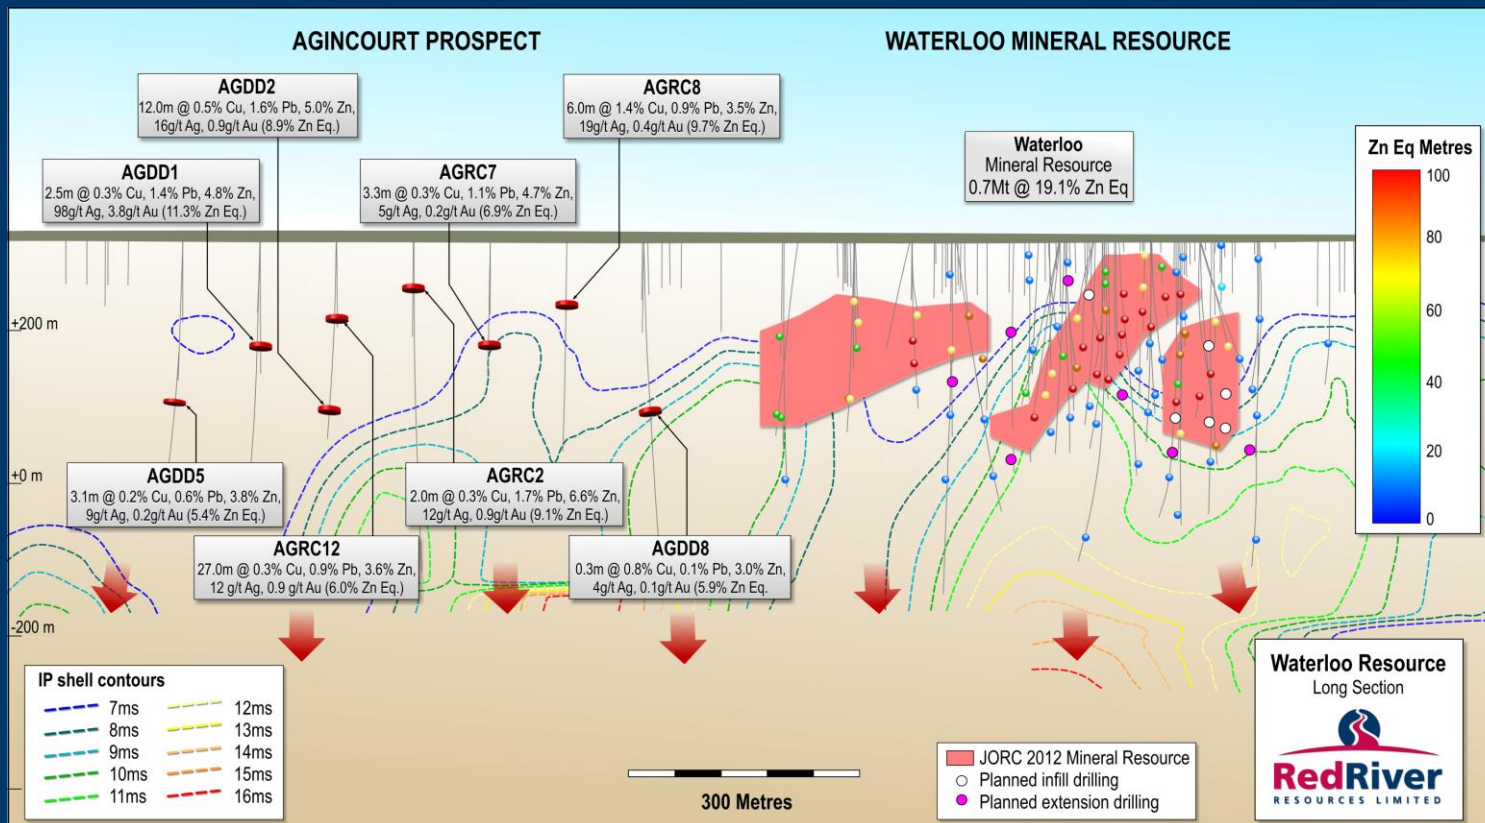 AGINCOURT PROSPECT
WATERLOO MINERAL RESOURCE
AGDD2
12.0m @ 0.5% Cu, 1.6% Pb, 5.0% Zn,
16g/t Ag, 0.9g/t Au (8.9% Zn Eq.)
AGRC8
6.0m @ 1.4% Cu, 0.9% Pb, 3.5% Zn,
19g/t Ag, 0.4g/t Au (9.7% Zn Eq.)
AGDD1
2.5m @ 0.3% Cu, 1.4% Pb, 4.8% Zn,
98g/t Ag, 3.8g/t Au (11.3% Zn Eq.)
AGRC7
3.3m @ 0.3% Cu, 1.1% Pb, 4.7% Zn,
5g/t Ag, 0.2g/t Au (6.9% Zn Eq.)
Waterloo
Mineral Resource
0.7Mt @ 19.1% Zn Eq
Zn Eq Metres
100
80
60
40
20
0
+200 m
+0 m
-200 m
AGDD5
3.1m @ 0.2% Cu, 0.6% Pb, 3.8% Zn,
9g/t Ag, 0.2g/t Au (5.4% Zn Eq.)
AGRC2
2.0m @ 0.3% Cu, 1.7% Pb, 6.6% Zn,
12g/t Ag, 0.9g/t Au (9.1% Zn Eq.)
AGRC12
27.0m @ 0.3% Cu, 0.9% Pb, 3.6% Zn,
12 g/t Ag, 0.9 g/t Au (6.0% Zn Eq.)
AGDD8
0.3m @ 0.8% Cu, 0.1% Pb, 3.0% Zn,
4g/t Ag, 0.1g/t Au (5.9% Zn Eq.
IP shell contours
7ms
8ms
9ms
10ms
11ms
12ms
13ms
14ms
15ms
16ms
300 Metres
JORC 2012 Mineral Resource
Planned infill drilling
Planned extension drilling
Waterloo Resource
Long Section
RedRiver
RESOURCES LIMITED